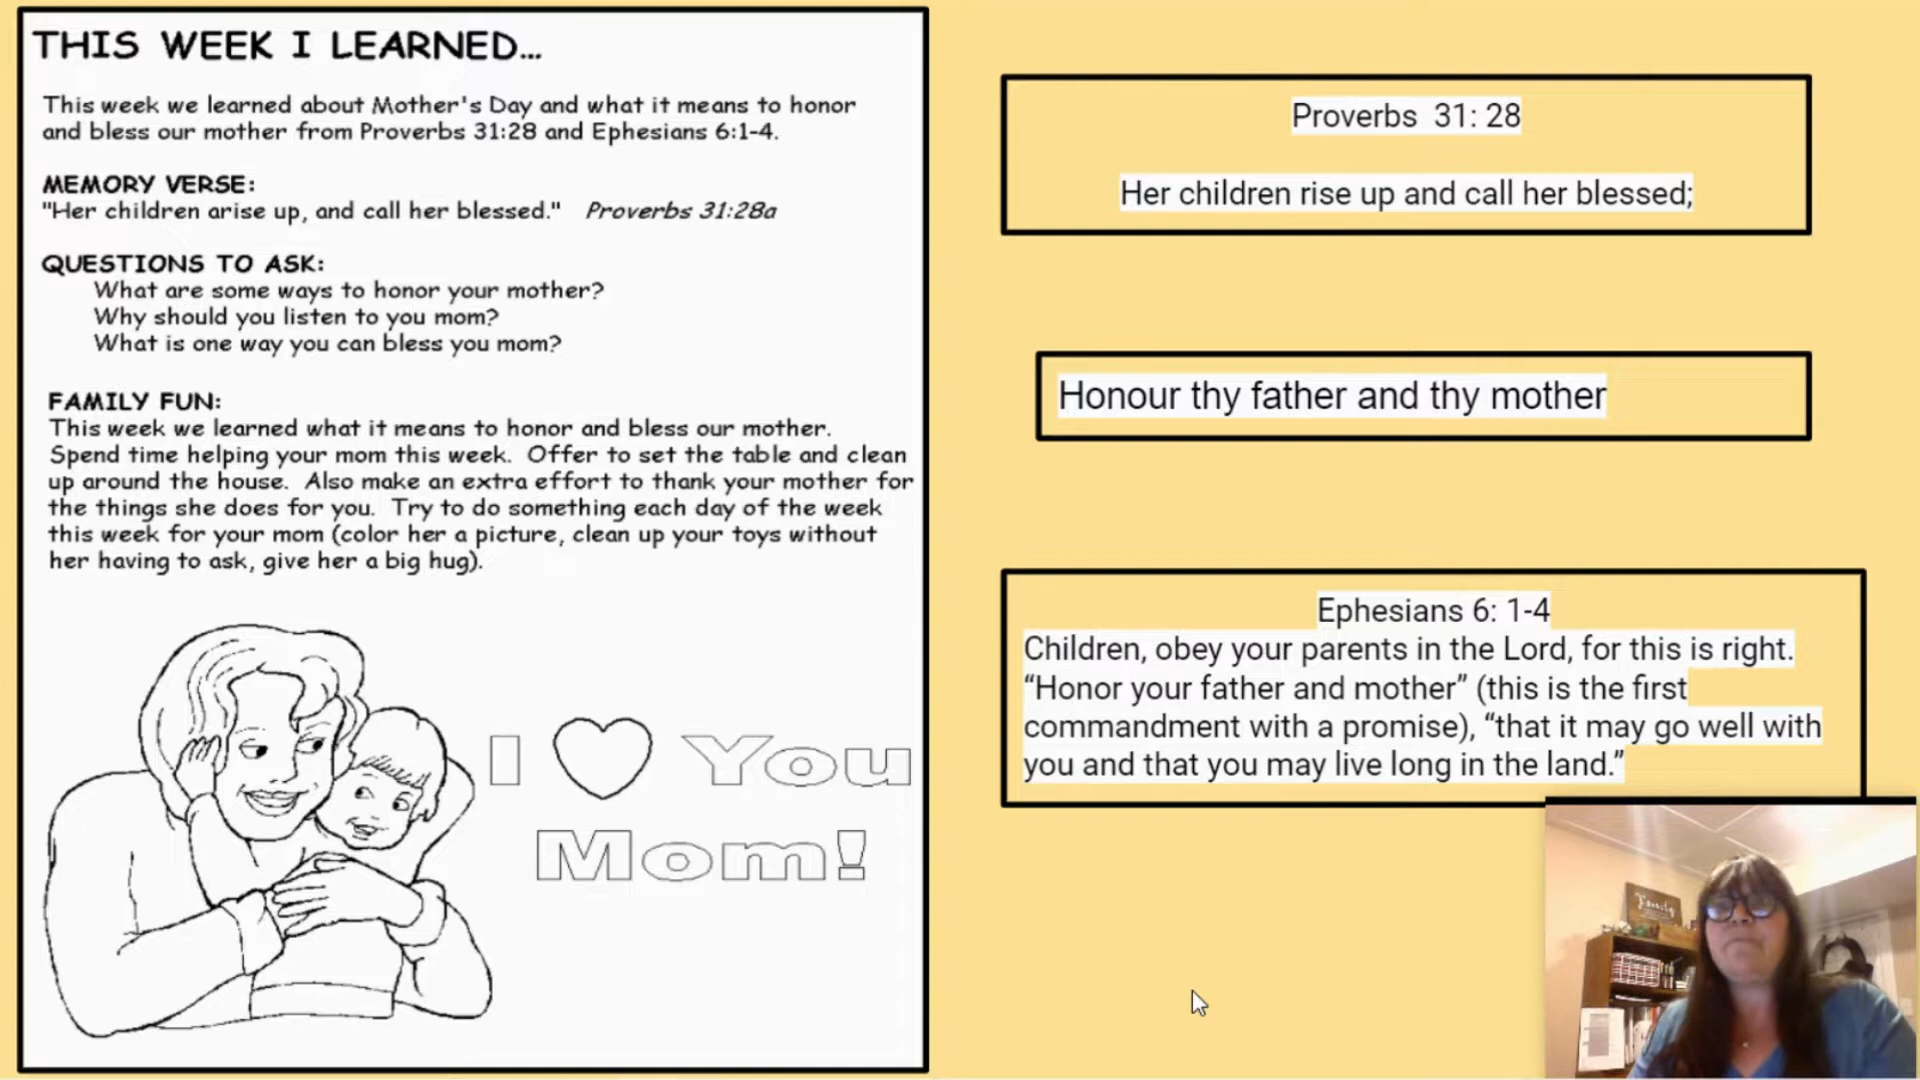 THIS WEEK I LEARNED...
This week we learned about Mother's Day and what it means to honor
and bless our mother from Proverbs 31:28 and Ephesians 6:1-4.
MEMORY VERSE:
"Her children arise up, and call her blessed." Proverbs 31:28a
QUESTIONS TO ASK:
What are some ways to honor your mother?
Why should you listen to you mom?
What is one way you can bless you mom?
FAMILY FUN:
This week we learned what it means to honor and bless our mother.
Spend time helping your mom this week. Offer to set the table and clean
up around the house. Also make an extra effort to thank your mother for
the things she does for you. Try to do something each day of the week
this week for your mom (color her a picture, clean up your toys without
her having to ask, give her a big hug).
I You
Mom!
Proverbs 31: 28
Her children rise up and call her blessed;
Honour thy father and thy mother
Ephesians 6: 1-4
Children, obey your parents in the Lord, for this is right.
“Honor your father and mother” (this is the first
commandment with a promise), “that it may go well with
you and that you may live long in the land.”
Family